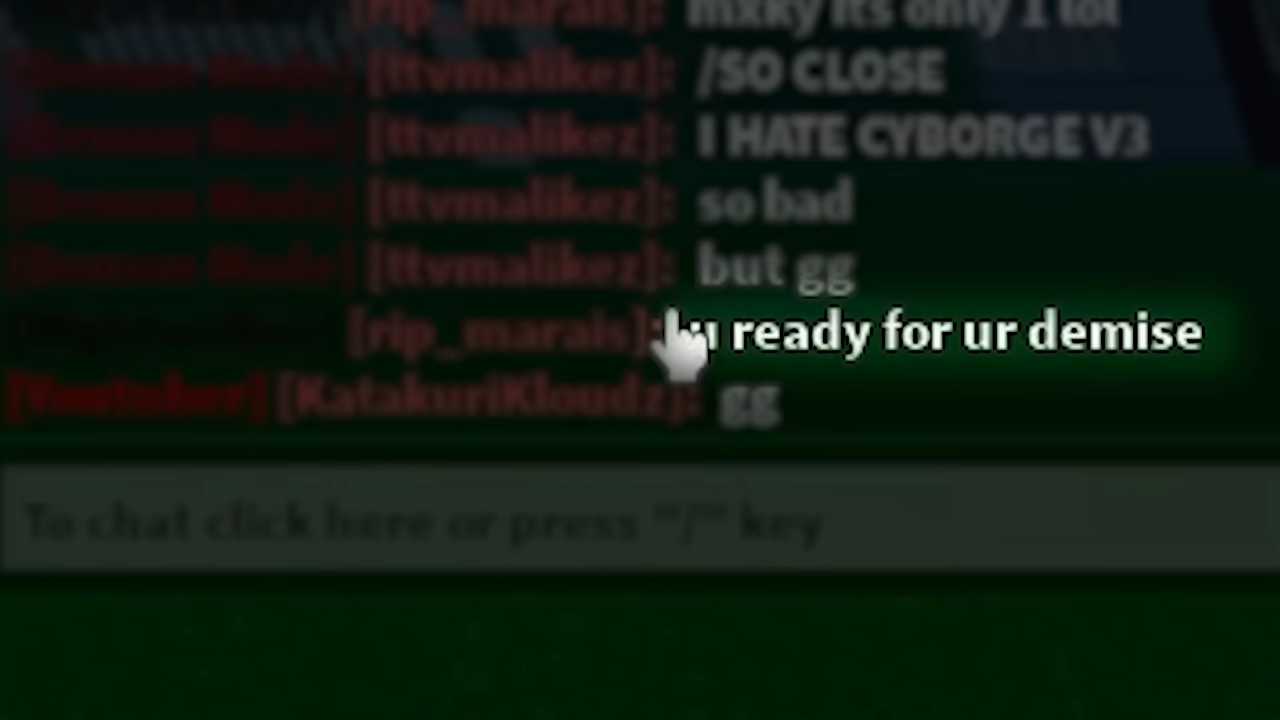 [rip_marais]: mxky its only 1 lol
[ttvmalikez]: /SO CLOSE
[ttvmalikez]: I HATE CYBORGE V3
[ttvmalikez]: so bad
[ttvmalikez]: but gg
[rip_marais]: u ready for ur demise
[Youtuber] [KatakuriKloudz]: gg
To chat click here or press "/" key